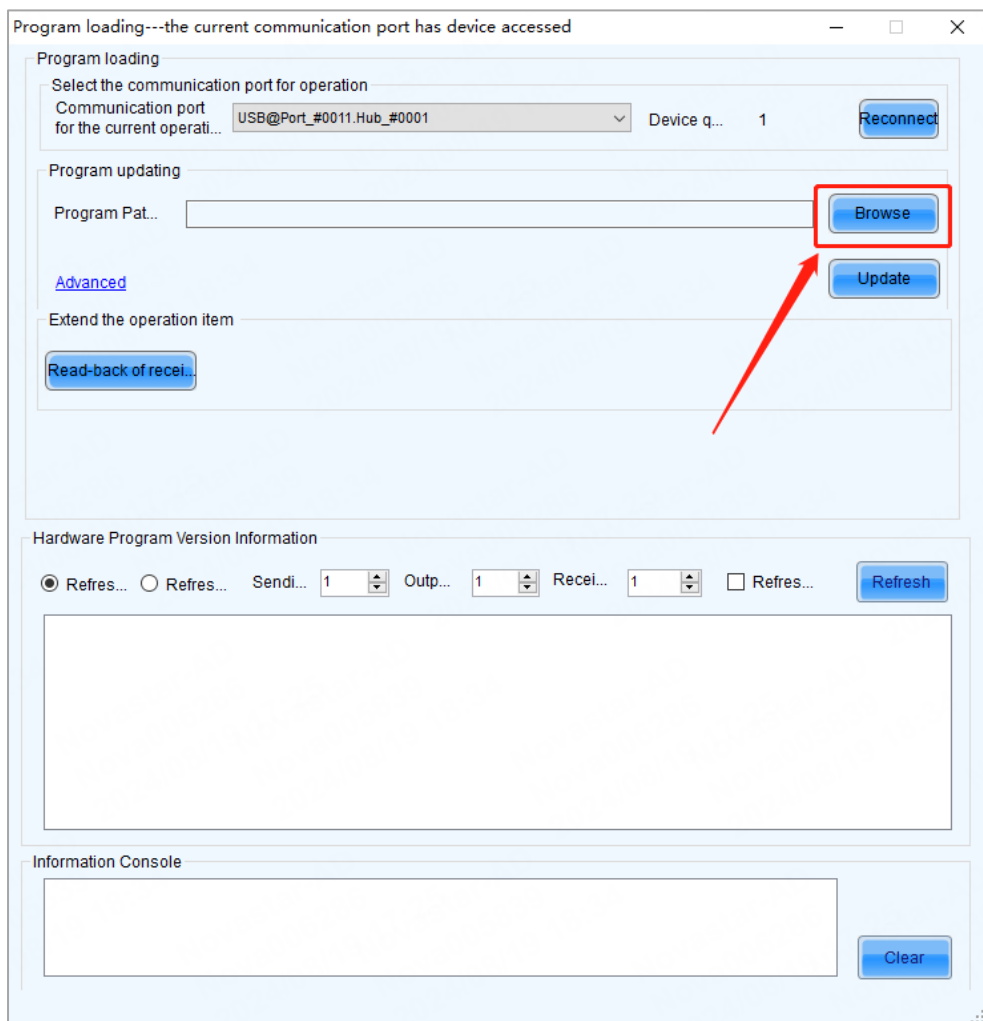 Program loading---the current communication port has device accessed
Program loading
Select the communication port for operation
Communication port
for the current operati...
USB@Port_#0011.Hub_#0001
Device q...
1
Reconnect
Program updating
Program Pat...
Browse
Advanced
Update
Extend the operation item
Read-back of recei...
Hardware Program Version Information
Refres...
Refres...
Sendi...
1
Outp...
1
Recei...
1
Refres...
Refresh
Information Console
Clear